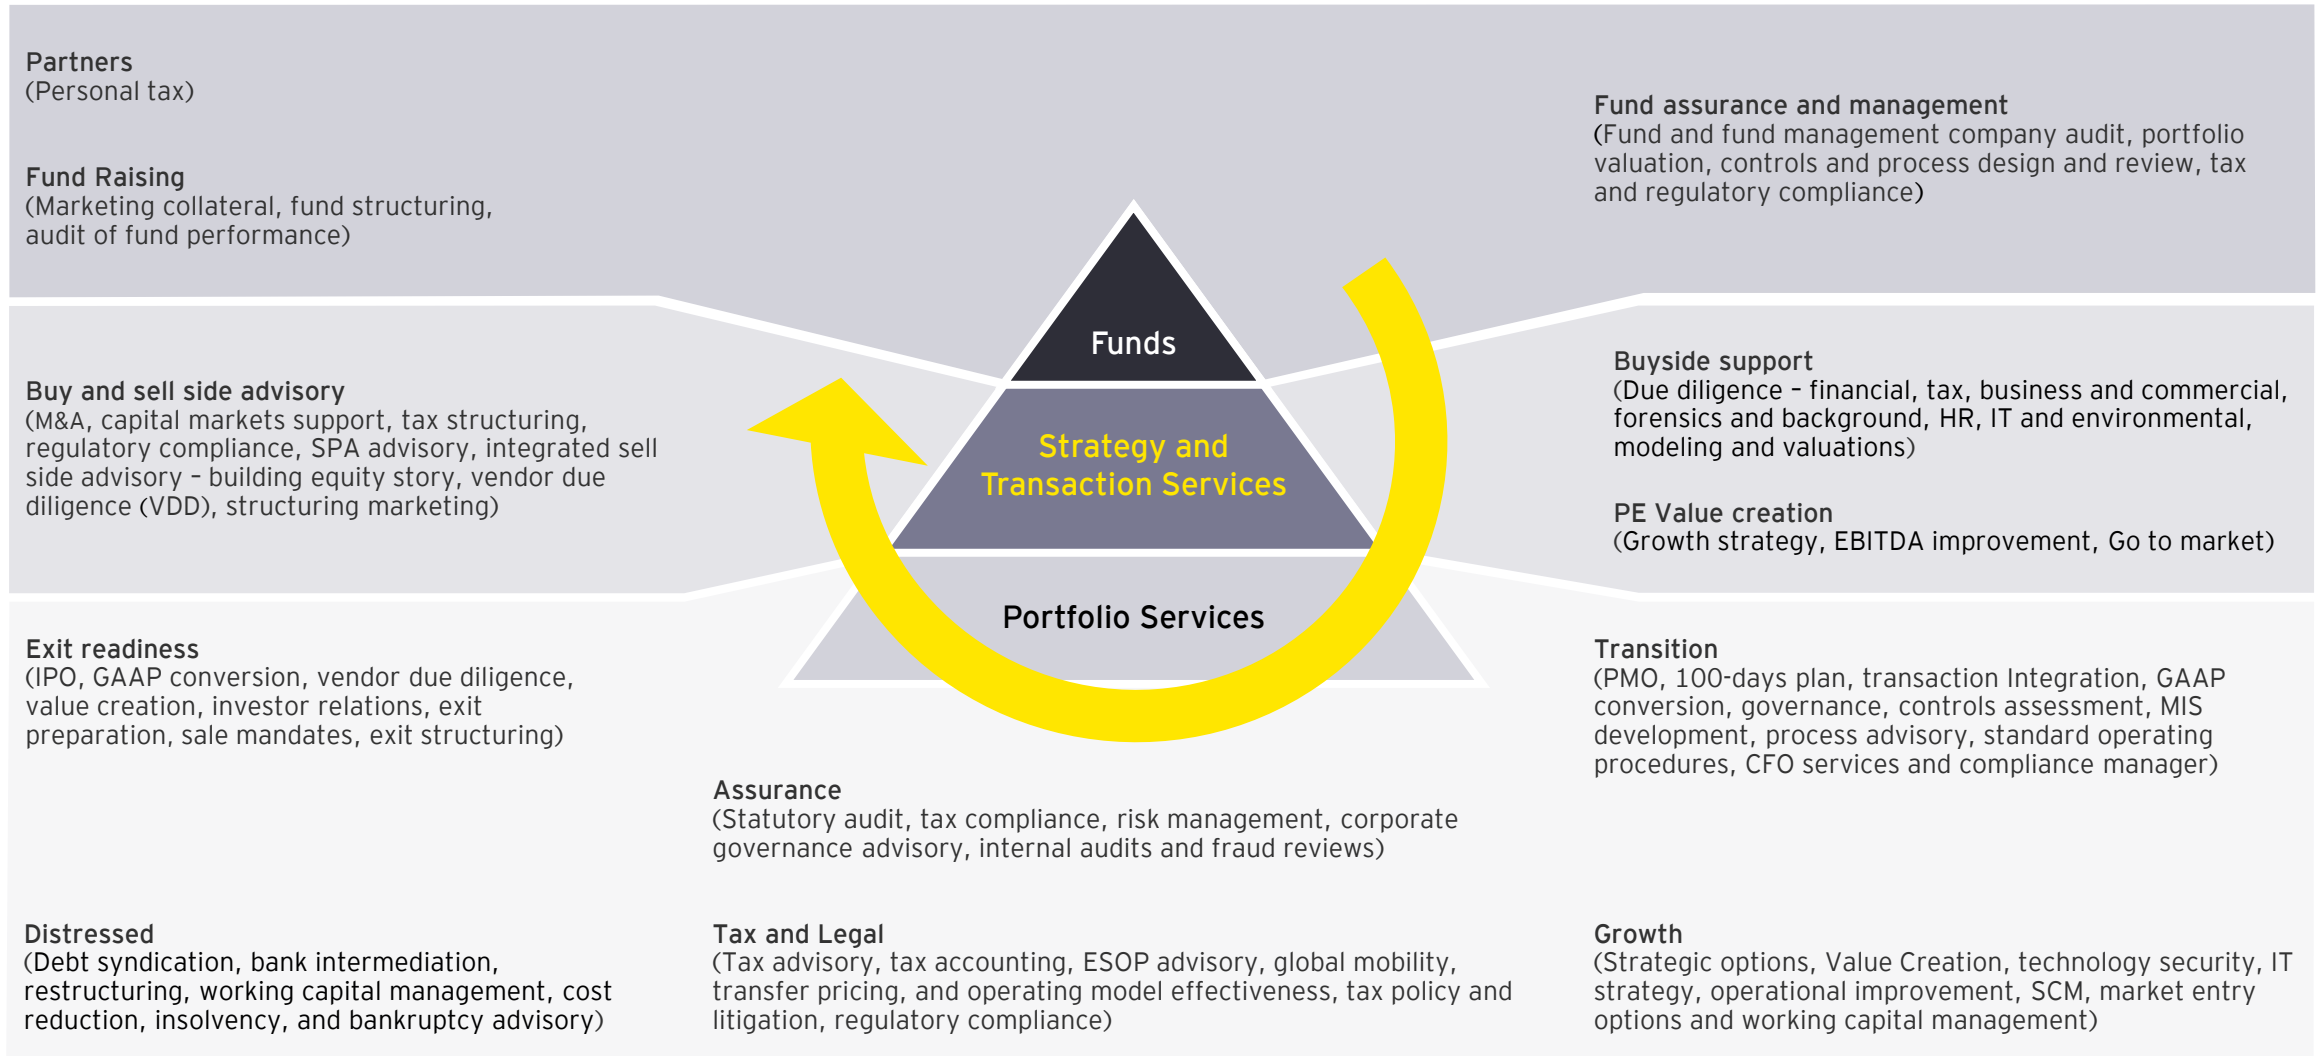 Partners
(Personal tax)
Fund Raising
(Marketing collateral, fund structuring,
audit of fund performance)
Fund assurance and management
(Fund and fund management company audit, portfolio
valuation, controls and process design and review, tax
and regulatory compliance)
Funds
Buy and sell side advisory
(M&A, capital markets support, tax structuring,
regulatory compliance, SPA advisory, integrated sell
side advisory – building equity story, vendor due
diligence (VDD), structuring marketing)
Strategy and
Transaction Services
Buyside support
(Due diligence – financial, tax, business and commercial,
forensics and background, HR, IT and environmental,
modeling and valuations)
PE Value creation
(Growth strategy, EBITDA improvement, Go to market)
Portfolio Services
Exit readiness
(IPO, GAAP conversion, vendor due diligence,
value creation, investor relations, exit
preparation, sale mandates, exit structuring)
Transition
(PMO, 100-days plan, transaction Integration, GAAP
conversion, governance, controls assessment, MIS
development, process advisory, standard operating
procedures, CFO services and compliance manager)
Assurance
(Statutory audit, tax compliance, risk management, corporate
governance advisory, internal audits and fraud reviews)
Distressed
(Debt syndication, bank intermediation,
restructuring, working capital management, cost
reduction, insolvency, and bankruptcy advisory)
Tax and Legal
(Tax advisory, tax accounting, ESOP advisory, global mobility,
transfer pricing, and operating model effectiveness, tax policy and
litigation, regulatory compliance)
Growth
(Strategic options, Value Creation, technology security, IT
strategy, operational improvement, SCM, market entry
options and working capital management)